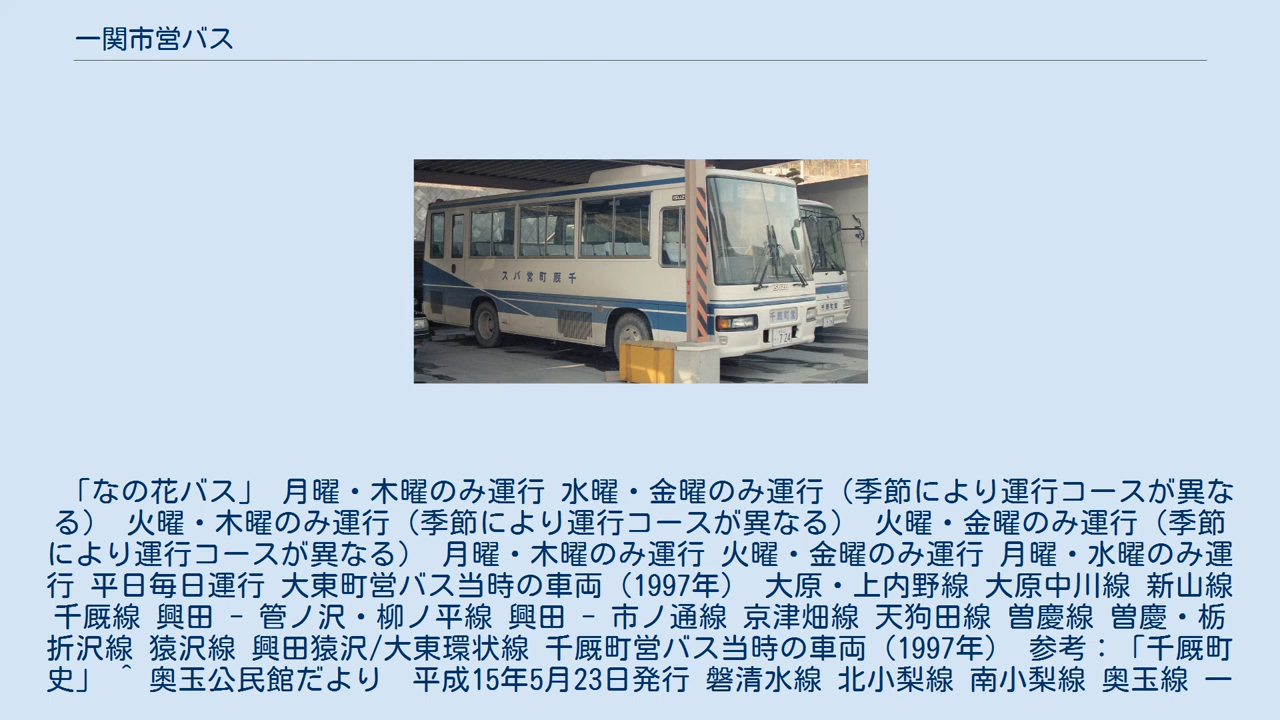 一関市営バス
ISUZU
スバ営町厩千
ISUZU
千厩町営
・724
「なの花バス」 月曜・木曜のみ運行 水曜・金曜のみ運行（季節により運行コースが異な
る） 火曜・木曜のみ運行（季節により運行コースが異なる） 火曜・金曜のみ運行（季節
により運行コースが異なる） 月曜・木曜のみ運行 火曜・金曜のみ運行 月曜・水曜のみ運
行 平日毎日運行 大東町営バス当時の車両（1997年） 大原・上内野線 大原中川線 新山線
千厩線 興田 － 管ノ沢・柳ノ平線 興田 － 市ノ通線 京津畑線 天狗田線 曽慶線 曽慶・栃
折沢線 猿沢線 興田猿沢/大東環状線 千厩町営バス当時の車両（1997年） 参考：「千厩町
史」 ^ 奥玉公民館だより　平成15年5月23日発行 磐清水線 北小梨線 南小梨線 奥玉線 一